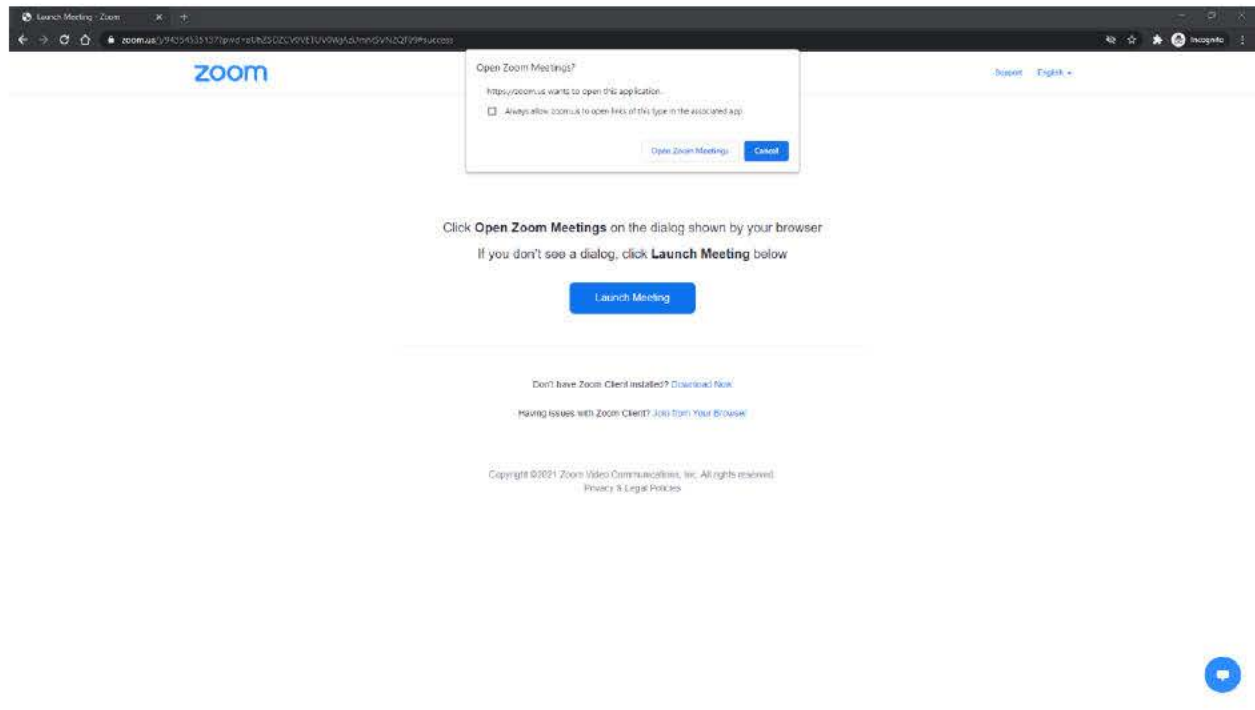 Launch Meeting - Zoom
Incognito
zoom
Support English
Open Zoom Meetings?
https://zoom.us wants to open this application.
Always allow zoom.us to open links of this type in the associated app
Open Zoom Meetings Cancel
Click Open Zoom Meetings on the dialog shown by your browser
If you don't see a dialog, click Launch Meeting below
Launch Meeting
Don't have Zoom Client installed? Download Now
Having issues with Zoom Client? Join from Your Browser
Copyright ©2021 Zoom Video Communications, Inc. All rights reserved.
Privacy & Legal Policies